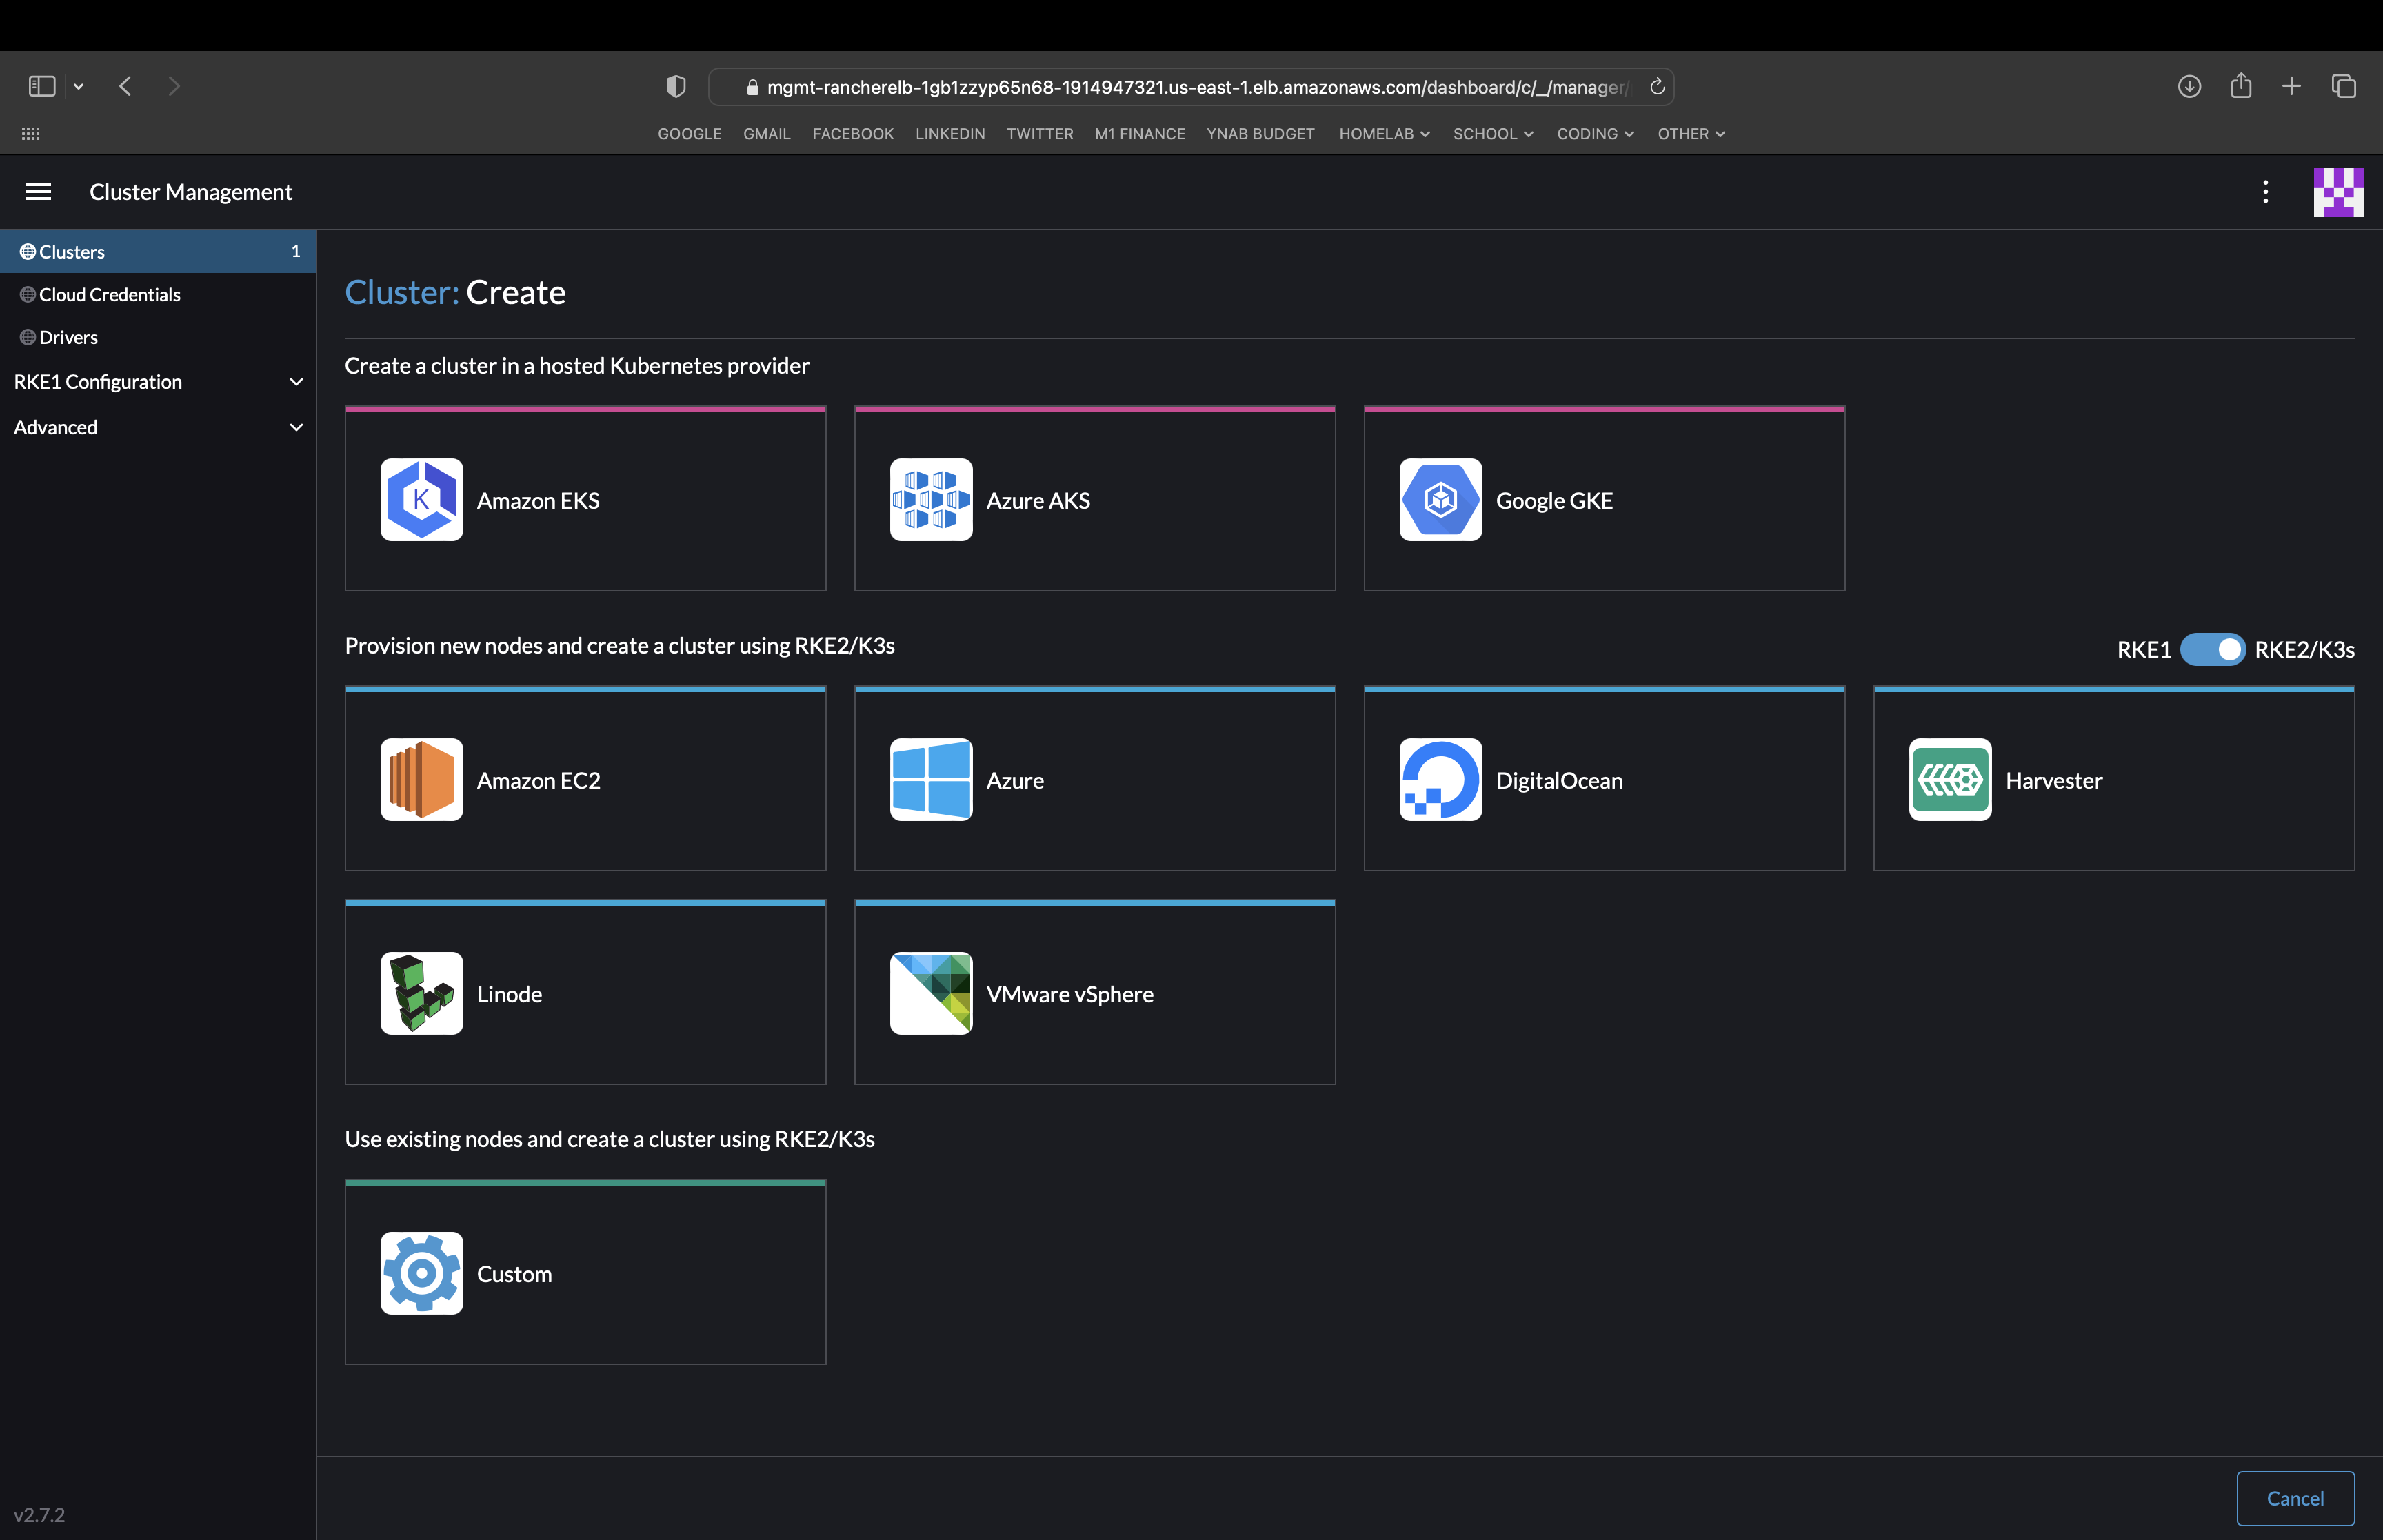 mgmt-rancherelb-1gb1zzyp65n68-1914947321.us-east-1.elb.amazonaws.com/dashboard/c/_/manager/
GOOGLE GMAIL FACEBOOK LINKEDIN TWITTER M1 FINANCE YNAB BUDGET HOMELAB SCHOOL CODING OTHER
Cluster Management
Clusters 1
Cloud Credentials
Drivers
RKE1 Configuration
Advanced
Cluster: Create
Create a cluster in a hosted Kubernetes provider
K
Amazon EKS
Azure AKS
Google GKE
Provision new nodes and create a cluster using RKE2/K3s
RKE1 RKE2/K3s
Amazon EC2
Azure
DigitalOcean
Harvester
Linode
VMware vSphere
Use existing nodes and create a cluster using RKE2/K3s
Custom
Cancel
v2.7.2